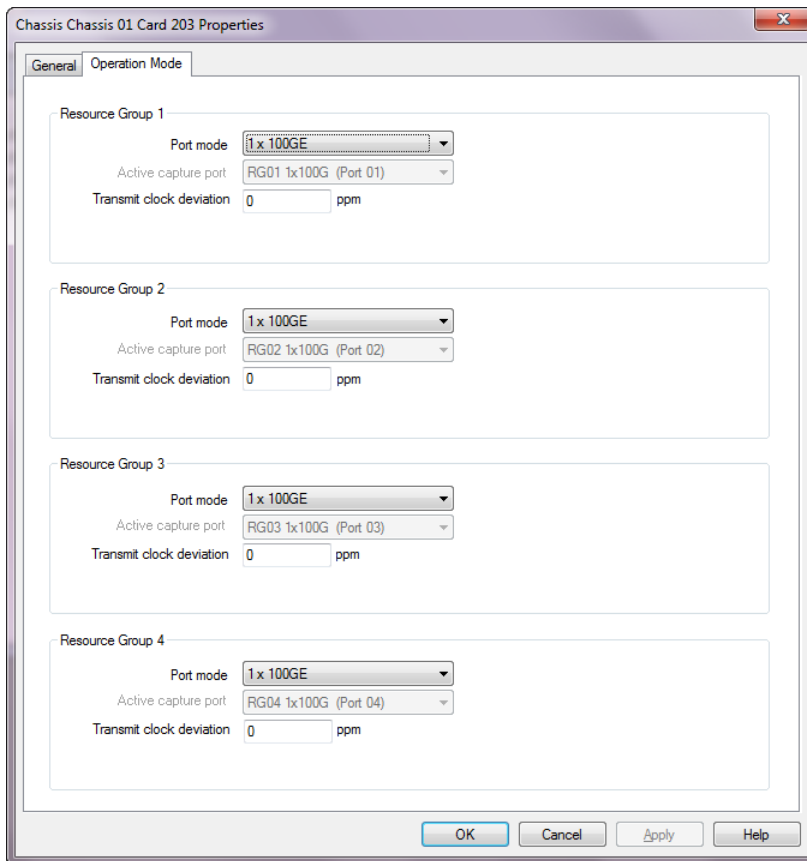 Chassis Chassis 01 Card 203 Properties
General Operation Mode
Resource Group 1
Port mode 1 x 100GE
Active capture port RG01 1x100G (Port 01)
Transmit clock deviation 0 ppm
Resource Group 2
Port mode 1 x 100GE
Active capture port RG02 1x100G (Port 02)
Transmit clock deviation 0 ppm
Resource Group 3
Port mode 1 x 100GE
Active capture port RG03 1x100G (Port 03)
Transmit clock deviation 0 ppm
Resource Group 4
Port mode 1 x 100GE
Active capture port RG04 1x100G (Port 04)
Transmit clock deviation 0 ppm
OK Cancel Apply Help